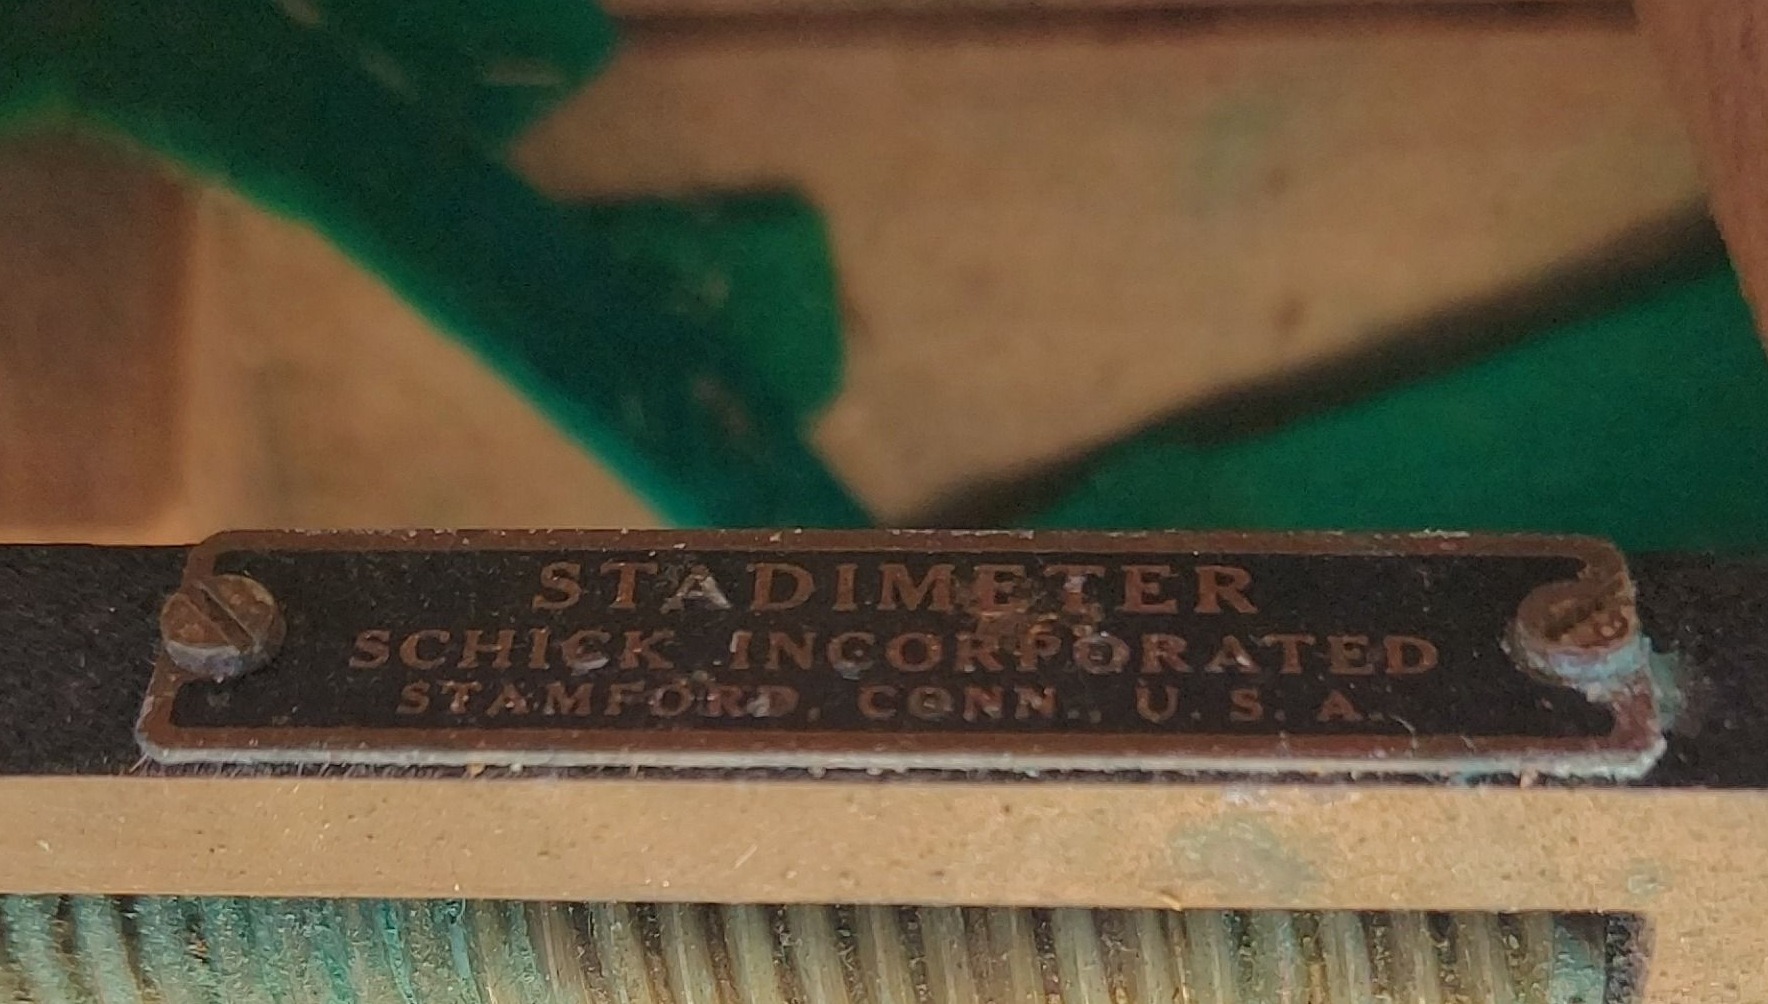 STADIMETER
SCHICK INCORPORATED
STAMFORD, CONN., U. S. A.